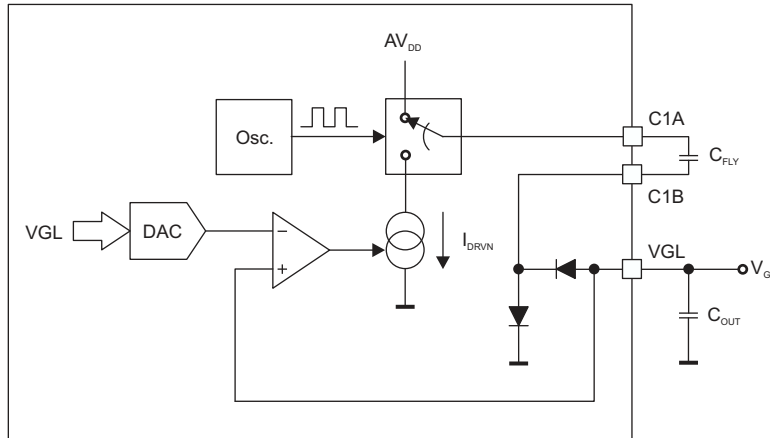 AVDD
Osc.
C1A
CFLY
C1B
VGL
DAC
−
+
IDRVN
VGL
VG
COUT